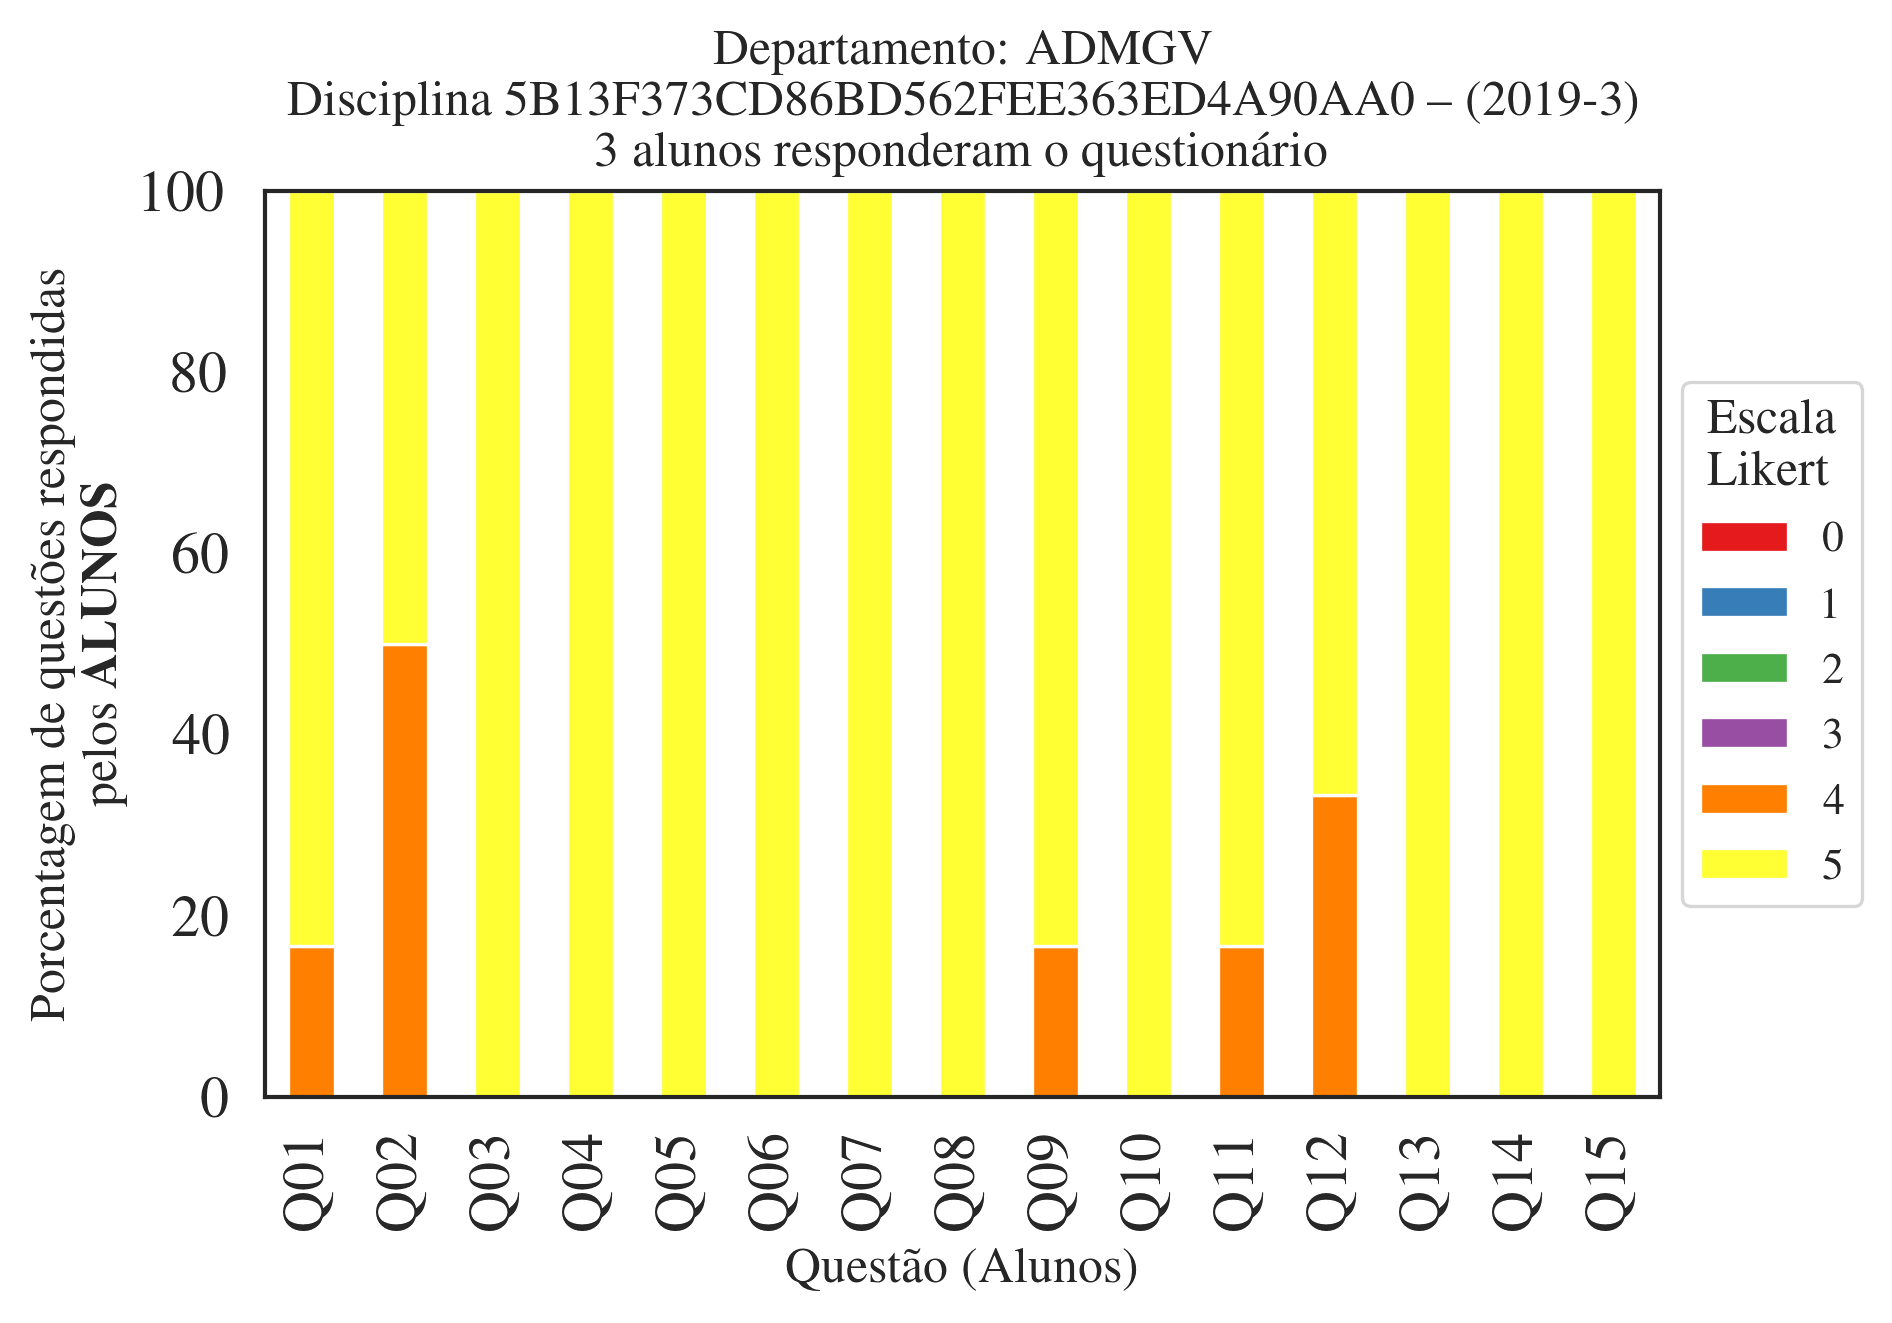 Departamento: ADMGV
Disciplina 5B13F373CD86BD562FEE363ED4A90AA0 – (2019-3)
3 alunos responderam o questionário
100
80
60
40
20
0
Porcentagem de questões respondidas
pelos ALUNOS
Q01
Q02
Q03
Q04
Q05
Q06
Q07
Q08
Q09
Q10
Q11
Q12
Q13
Q14
Q15
Questão (Alunos)
Escala
Likert
0
1
2
3
4
5